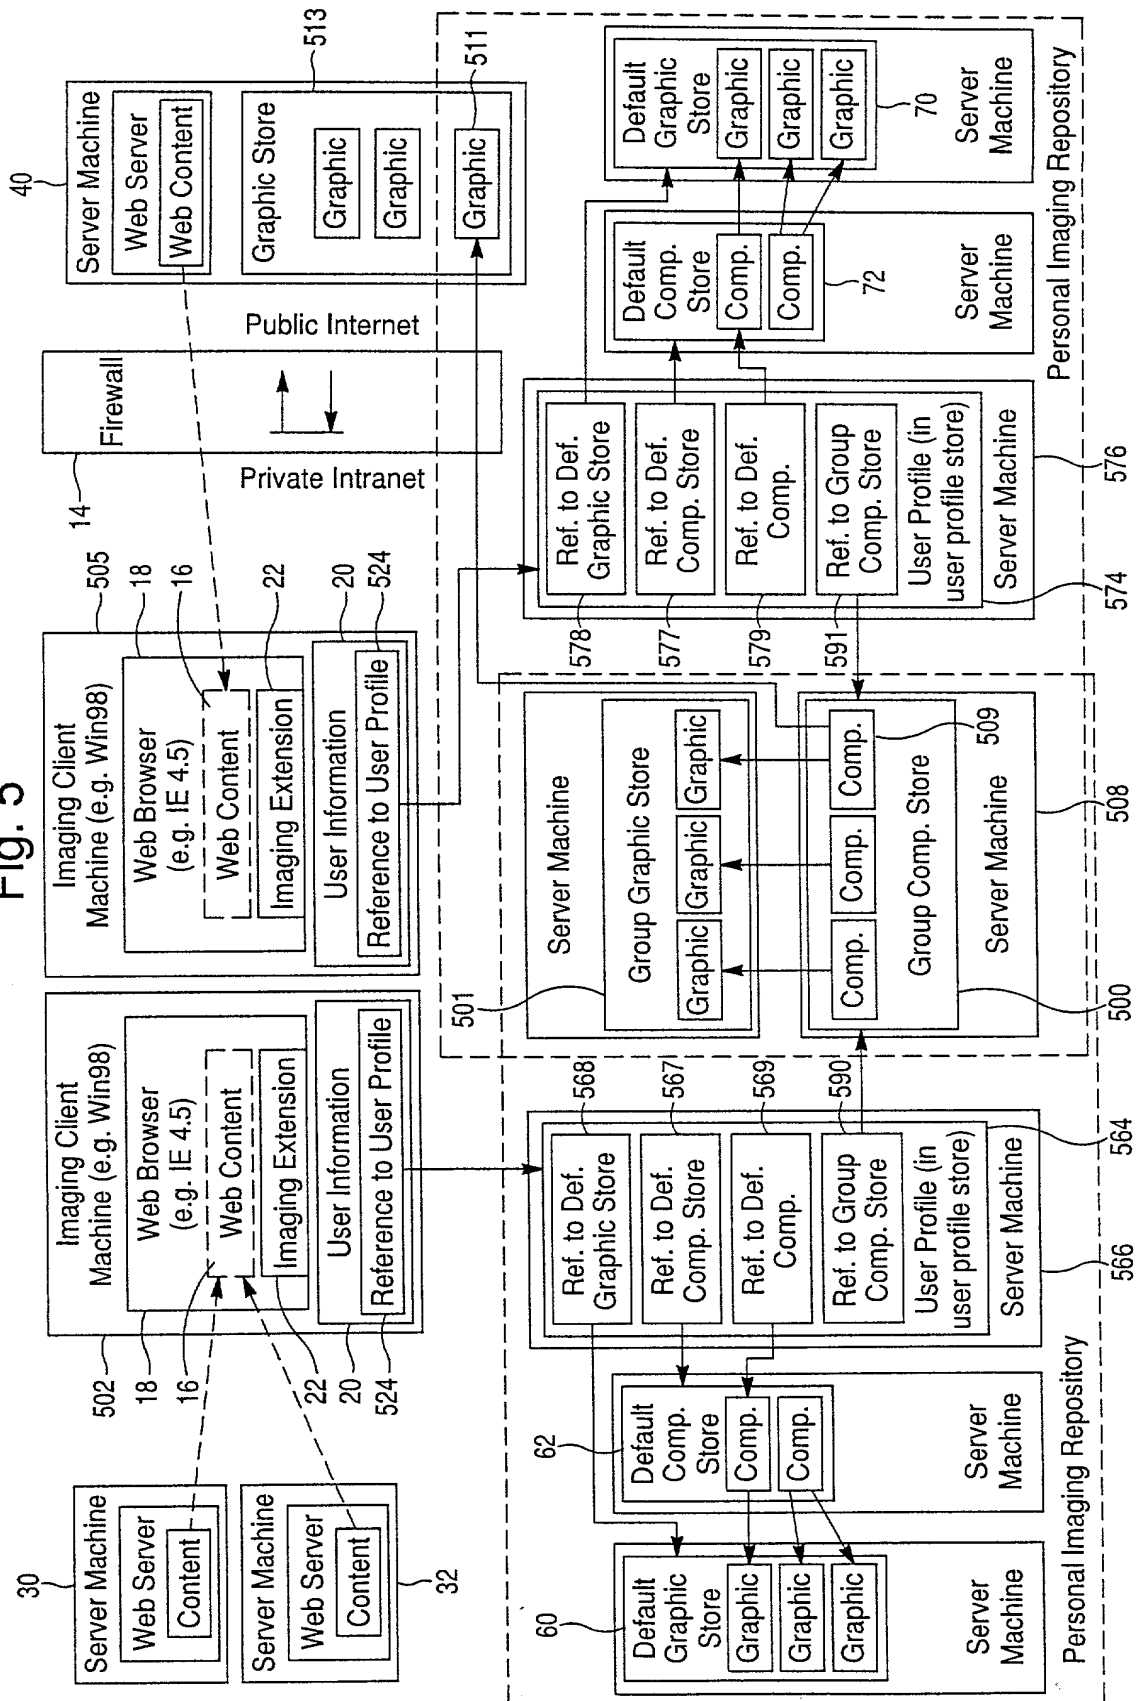 Fig. 5
30
Server Machine
Web Server
Content
Server Machine
Web Server
Content
32
502
18
16
22
20
524
Imaging Client
Machine (e.g. Win98)
Web Browser
(e.g. IE 4.5)
Web Content
Imaging Extension
User Information
Reference to User Profile
505
18
16
22
20
524
Imaging Client
Machine (e.g. Win98)
Web Browser
(e.g. IE 4.5)
Web Content
Imaging Extension
User Information
Reference to User Profile
14
Firewall
Private Intranet
Public Internet
40
Server Machine
Web Server
Web Content
Graphic Store
513
Graphic
Graphic
Graphic
511
60
Default
Graphic
Store
Graphic
Graphic
Graphic
Server
Machine
62
Default
Comp.
Store
Comp.
Comp.
Server
Machine
568
Ref. to Def.
Graphic Store
567
Ref. to Def.
Comp. Store
569
Ref. to Def.
Comp.
590
Ref. to Group
Comp. Store
User Profile (in
user profile store)
564
Server Machine
566
Personal Imaging Repository
501
Server Machine
Group Graphic Store
Graphic
Graphic
Graphic
Comp.
Comp.
Comp.
509
Group Comp. Store
500
Server Machine
508
578
Ref. to Def.
Graphic Store
577
Ref. to Def.
Comp. Store
579
Ref. to Def.
Comp.
591
Ref. to Group
Comp. Store
User Profile (in
user profile store)
574
Server Machine
576
Default
Comp.
Store
Comp.
Comp.
72
Server
Machine
Default
Graphic
Store
Graphic
Graphic
Graphic
70
Server
Machine
Personal Imaging Repository